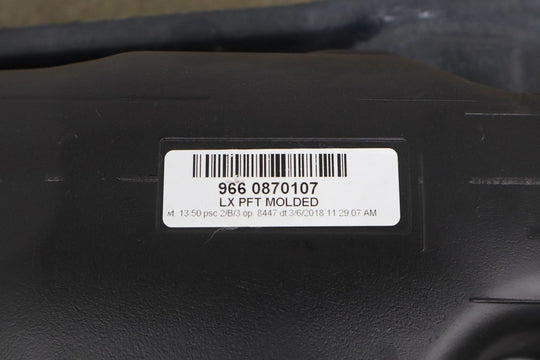 966 0870107
LX PFT MOLDED
wt: 13.50 psc 2/B/3 op 8447 dt 3/6/2018 11:29:07 AM